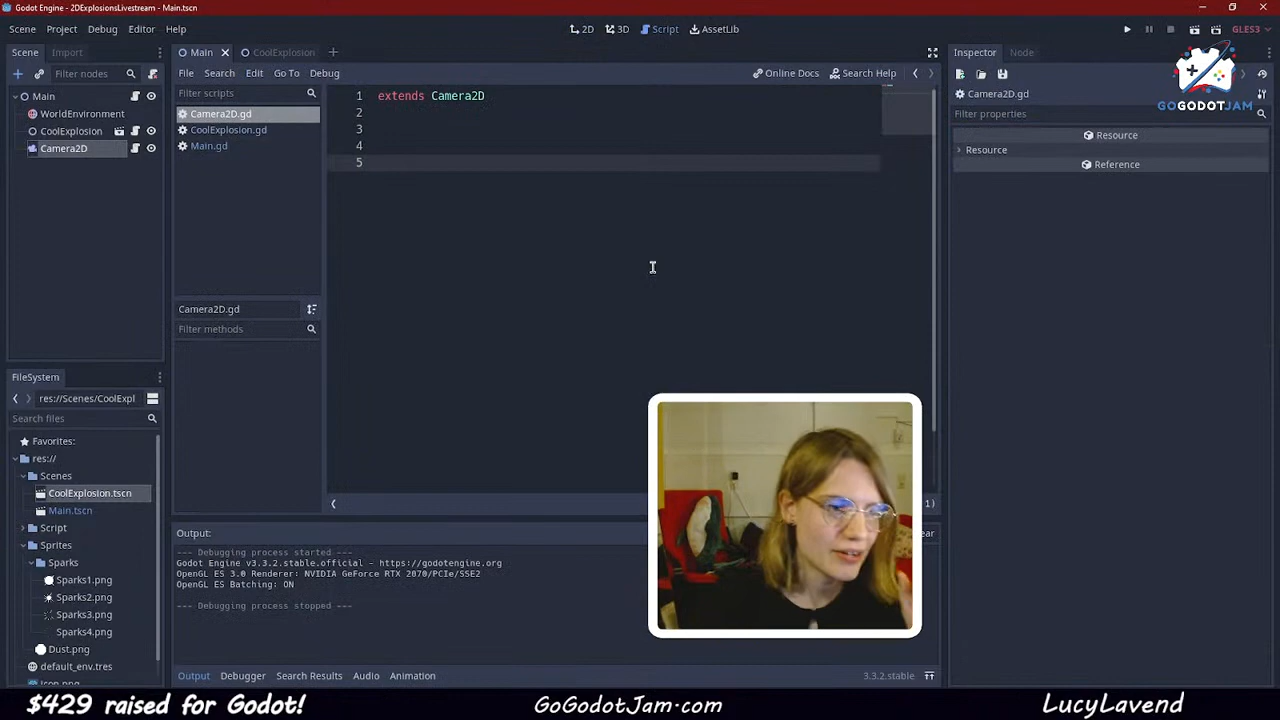 Godot Engine - 2DExplosionsLivestream - Main.tscn
Scene Project Debug Editor Help
2D 3D Script AssetLib
GLES3
Scene Import
Filter nodes
Main
WorldEnvironment
CoolExplosion
Camera2D
Main CoolExplosion
File Search Edit Go To Debug
Online Docs Search Help
Filter scripts
Camera2D.gd
CoolExplosion.gd
Main.gd
Camera2D.gd
Filter methods
1 extends Camera2D
2
3
4
5
1)
Inspector Node
GOGODOTJAM
Camera2D.gd
Filter properties
Resource
Resource
Reference
FileSystem
res://Scenes/CoolExpl
Search files
Favorites:
res://
Scenes
CoolExplosion.tscn
Main.tscn
Script
Sprites
Sparks
Sparks1.png
Sparks2.png
Sparks3.png
Sparks4.png
Dust.png
default_env.tres
Output:
--- Debugging process started ---
Godot Engine v3.3.2.stable.official - https://godotengine.org
OpenGL ES 3.0 Renderer: NVIDIA GeForce RTX 2070/PCIe/SSE2
OpenGL ES Batching: ON
--- Debugging process stopped ---
Output Debugger Search Results Audio Animation
3.3.2.stable
$429 raised for Godot! GoGodotJam.com LucyLavend